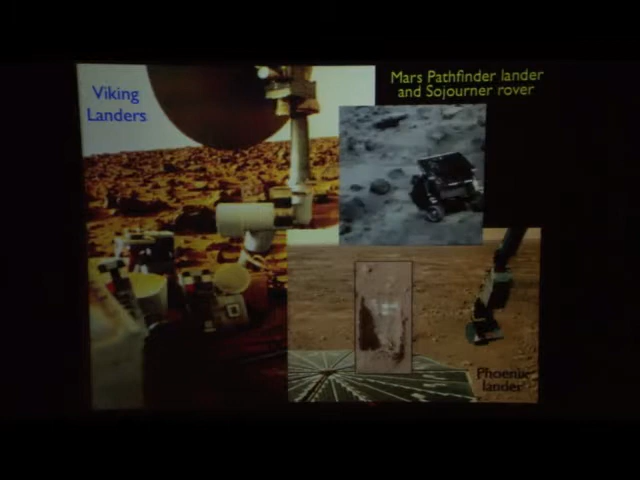 Viking
Landers
Mars Pathfinder lander
and Sojourner rover
Phoenix
lander